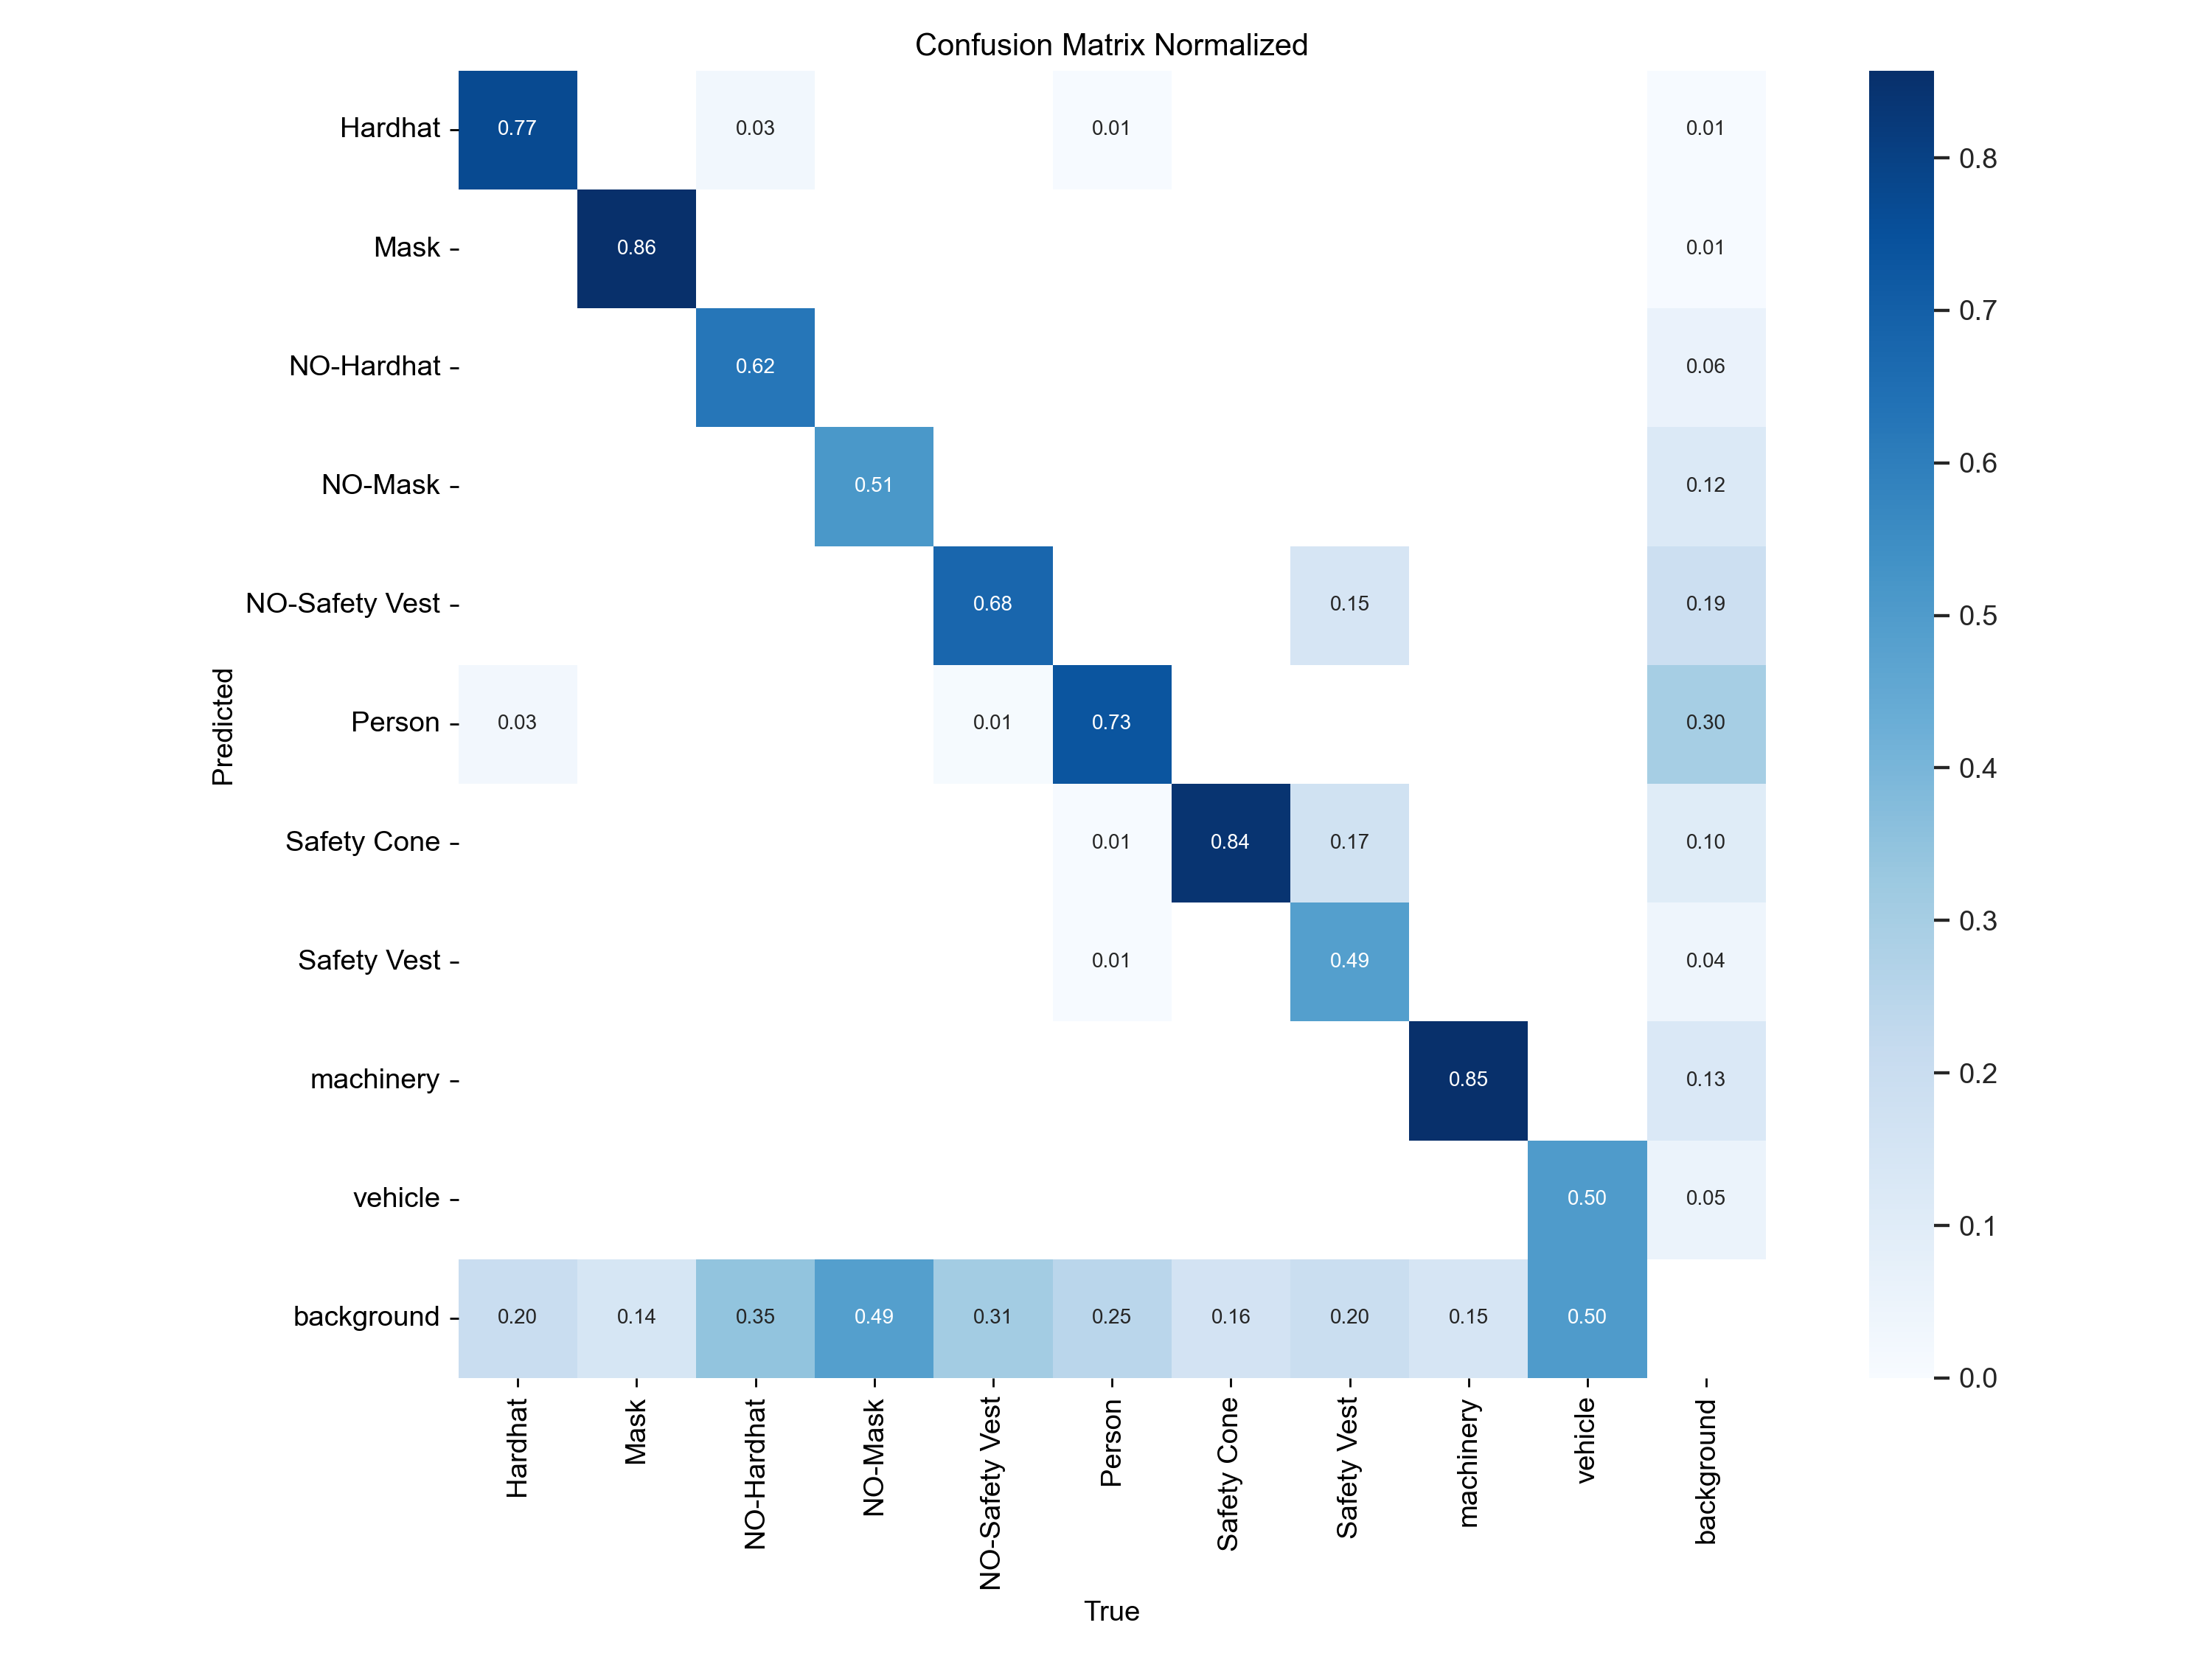 Confusion Matrix Normalized
Hardhat 0.77 0.03 0.01 0.01
Mask 0.86 0.01
NO-Hardhat 0.62 0.06
NO-Mask 0.51 0.12
NO-Safety Vest 0.68 0.15 0.19
Person 0.03 0.01 0.73 0.30
Safety Cone 0.01 0.84 0.17 0.10
Safety Vest 0.01 0.49 0.04
machinery 0.85 0.13
vehicle 0.50 0.05
background 0.20 0.14 0.35 0.49 0.31 0.25 0.16 0.20 0.15 0.50
Predicted
Hardhat
Mask
NO-Hardhat
NO-Mask
NO-Safety Vest
Person
Safety Cone
Safety Vest
machinery
vehicle
background
True
0.8
0.7
0.6
0.5
0.4
0.3
0.2
0.1
0.0